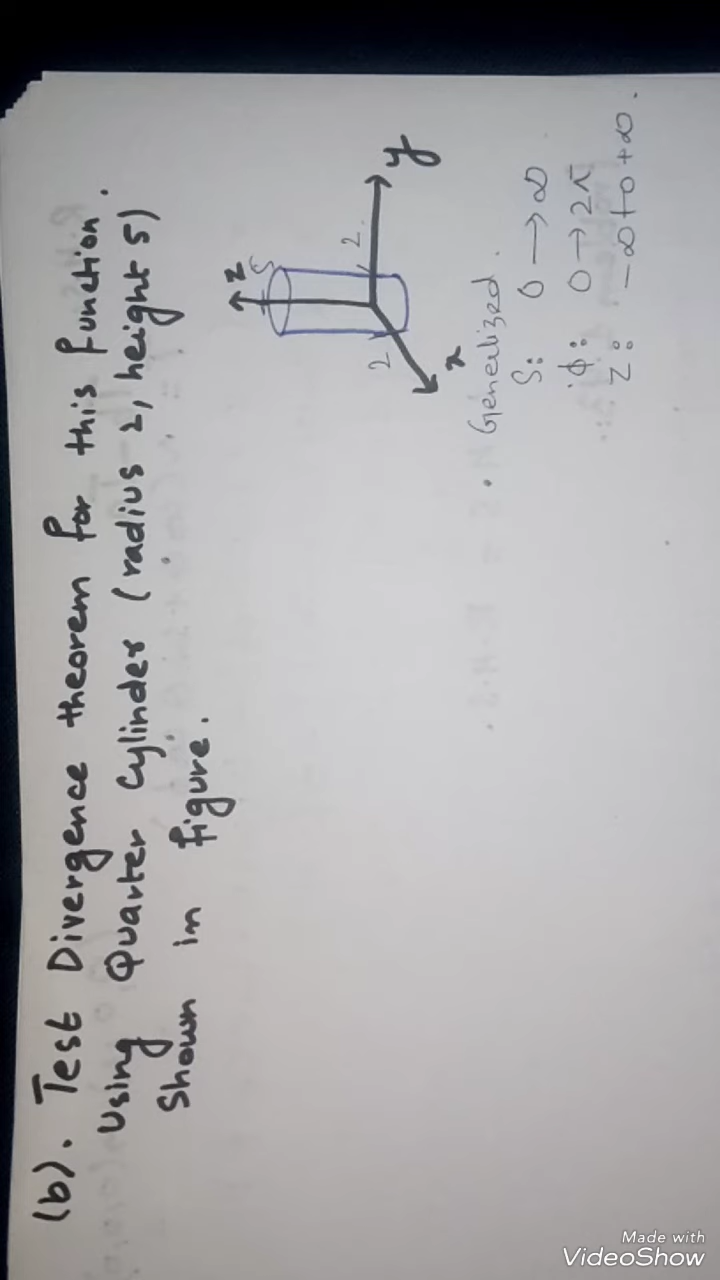 (b). Test Divergence theorem for this function.
Using Quarter Cylinder (radius 2, height 5)
Shown in figure.
z
5
2
2
y
x
Generlized.
S: 0 → ∞
ϕ: 0 → 2π
Z: -∞ to +∞.
Made with
VideoShow